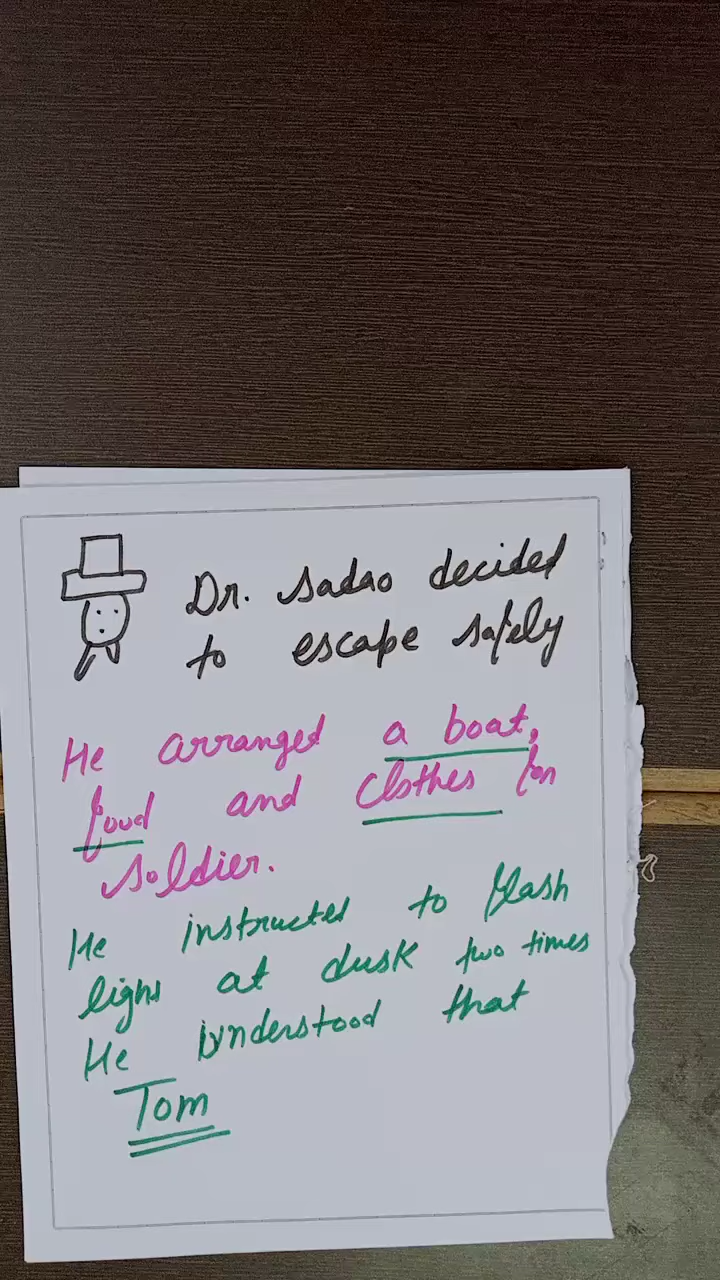 Dr. Sadao decided
to escape safely
He arranged a boat,
food and clothes for
soldier.
He instructed to flash
light at dusk two times
He understood that
Tom